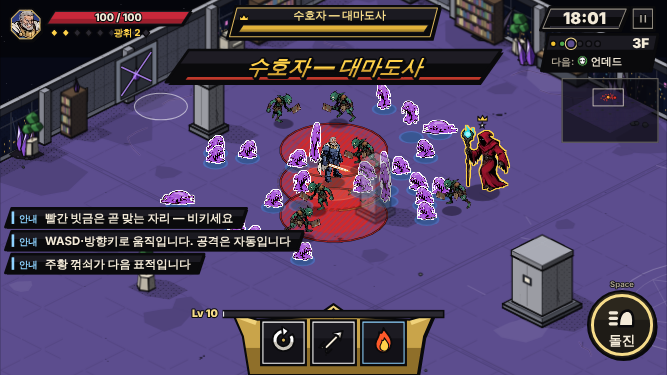 100 / 100
광휘 2
수호자 — 대마도사
18:01
3F
다음: 언데드
수호자 — 대마도사
안내 빨간 빗금은 곧 맞는 자리 — 비키세요
안내 WASD·방향키로 움직입니다. 공격은 자동입니다
안내 주황 꺾쇠가 다음 표적입니다
Lv 10
Space
돌진